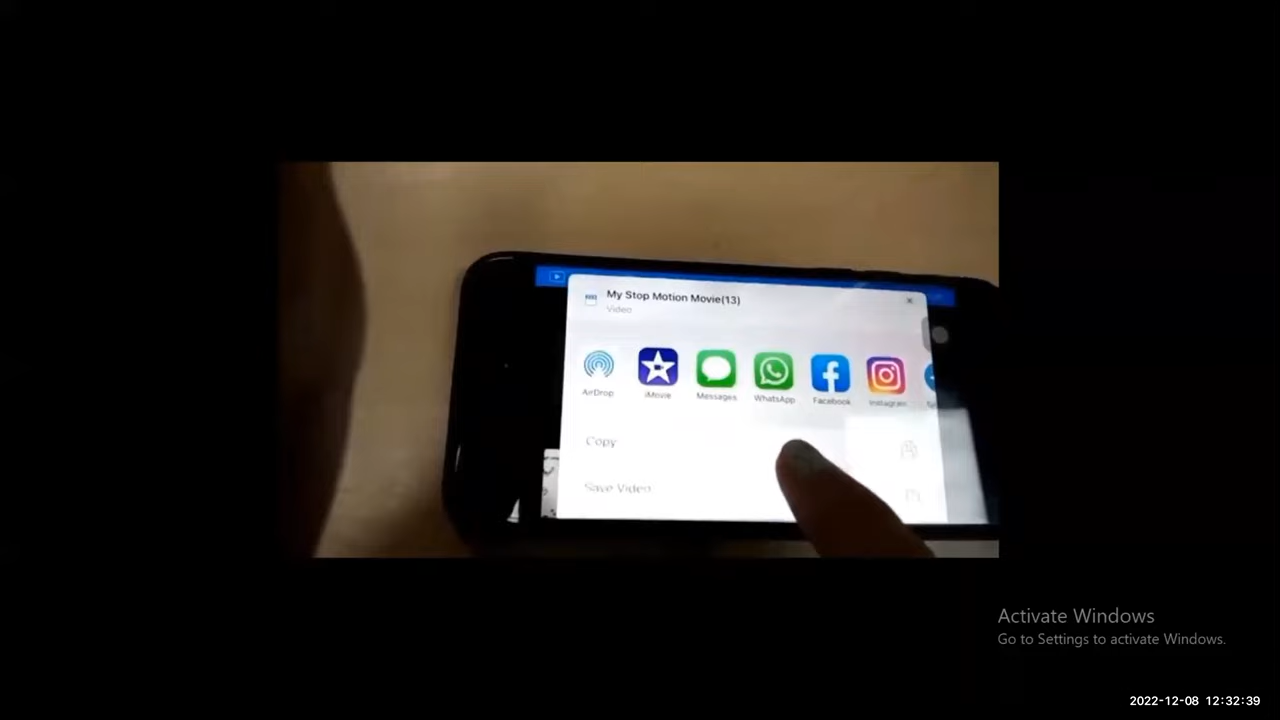 My Stop Motion Movie(13)
Video
AirDrop
iMovie
Messages
WhatsApp
Facebook
Instagram
Copy
Save Video
Activate Windows
Go to Settings to activate Windows.
2022-12-08 12:32:39